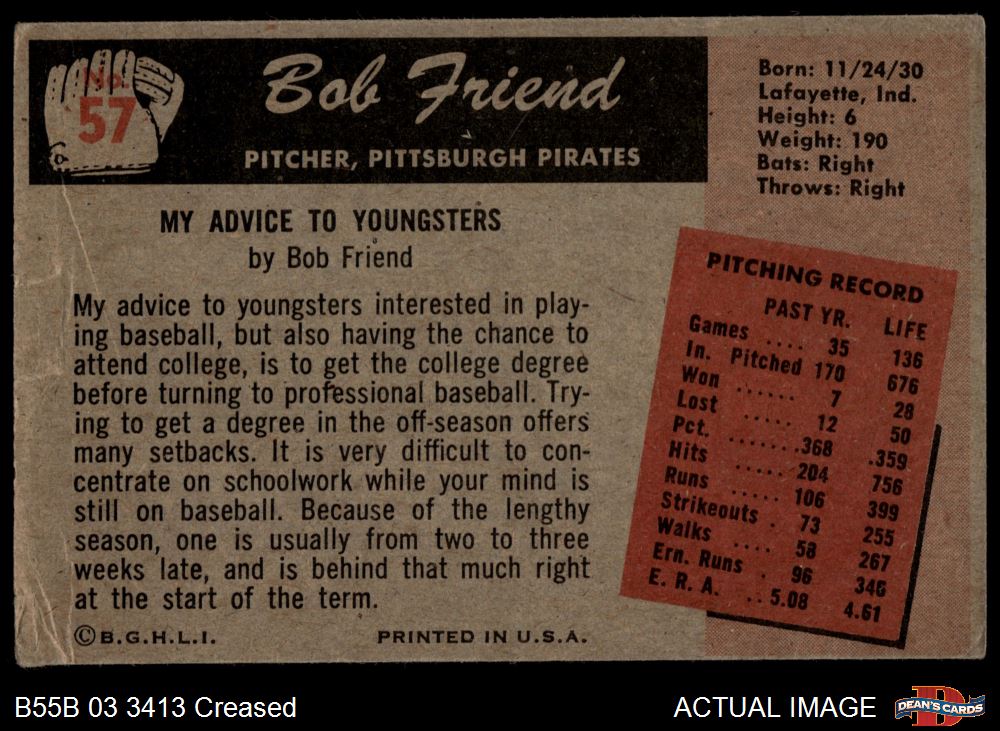 No.
57
Bob Friend
PITCHER, PITTSBURGH PIRATES
Born: 11/24/30
Lafayette, Ind.
Height: 6
Weight: 190
Bats: Right
Throws: Right
MY ADVICE TO YOUNGSTERS
by Bob Friend
My advice to youngsters interested in play-
ing baseball, but also having the chance to
attend college, is to get the college degree
before turning to professional baseball. Try-
ing to get a degree in the off-season offers
many setbacks. It is very difficult to con-
centrate on schoolwork while your mind is
still on baseball. Because of the lengthy
season, one is usually from two to three
weeks late, and is behind that much right
at the start of the term.
©B.G.H.L.I. PRINTED IN U.S.A.
PITCHING RECORD
PAST YR. LIFE
Games .... 35 136
In. Pitched 170 676
Won ...... 7 28
Lost ..... 12 50
Pct. .......368 .359
Hits ..... 204 756
Runs ..... 106 399
Strikeouts . 73 255
Walks .... 58 267
Ern. Runs . 96 346
E. R. A. .. 5.08 4.61
B55B 03 3413 Creased
ACTUAL IMAGE
D
DEAN'S CARDS